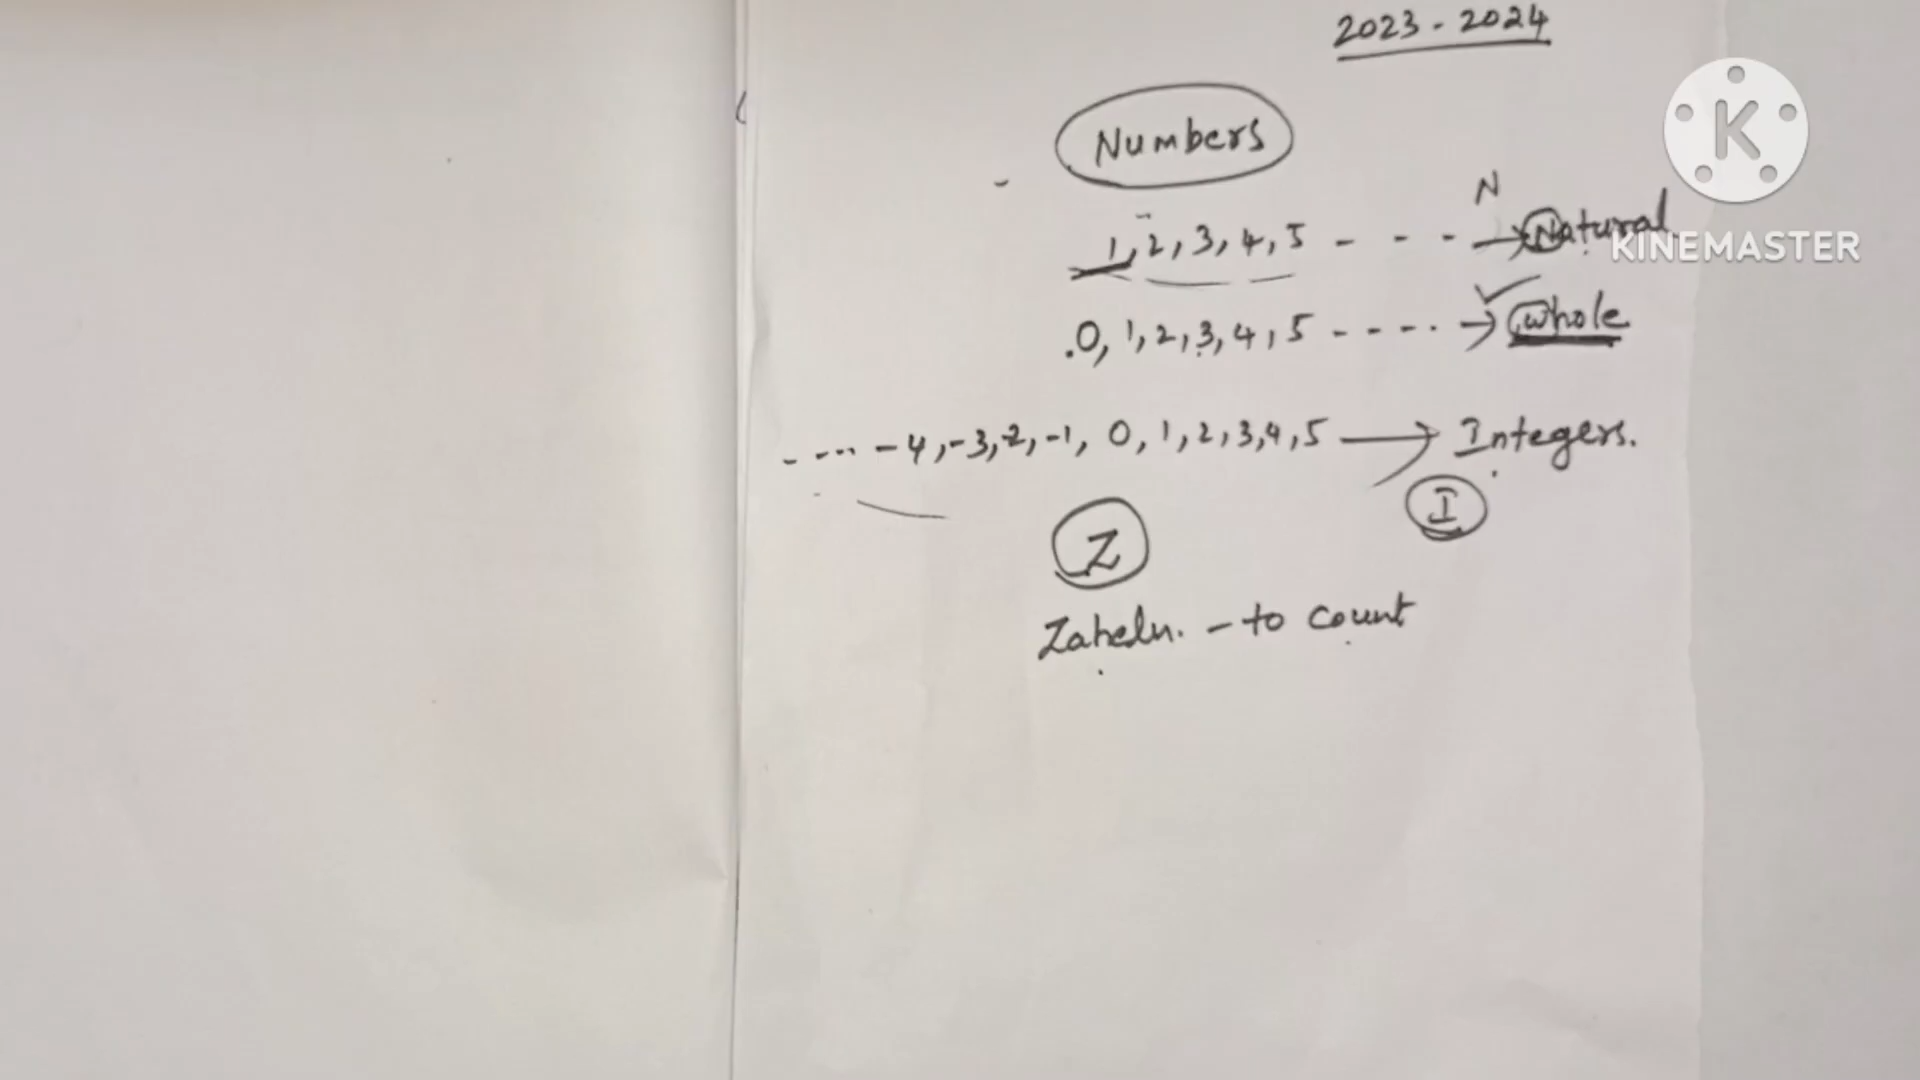 2023 - 2024
Numbers
N
1, 2, 3, 4, 5 - - - → Natural
.0, 1, 2, 3, 4, 5 - - - - → Whole
- --- -4, -3, -2, -1, 0, 1, 2, 3, 4, 5 → Integers.
I
Z
Zaheln. - to count
K
KINEMASTER